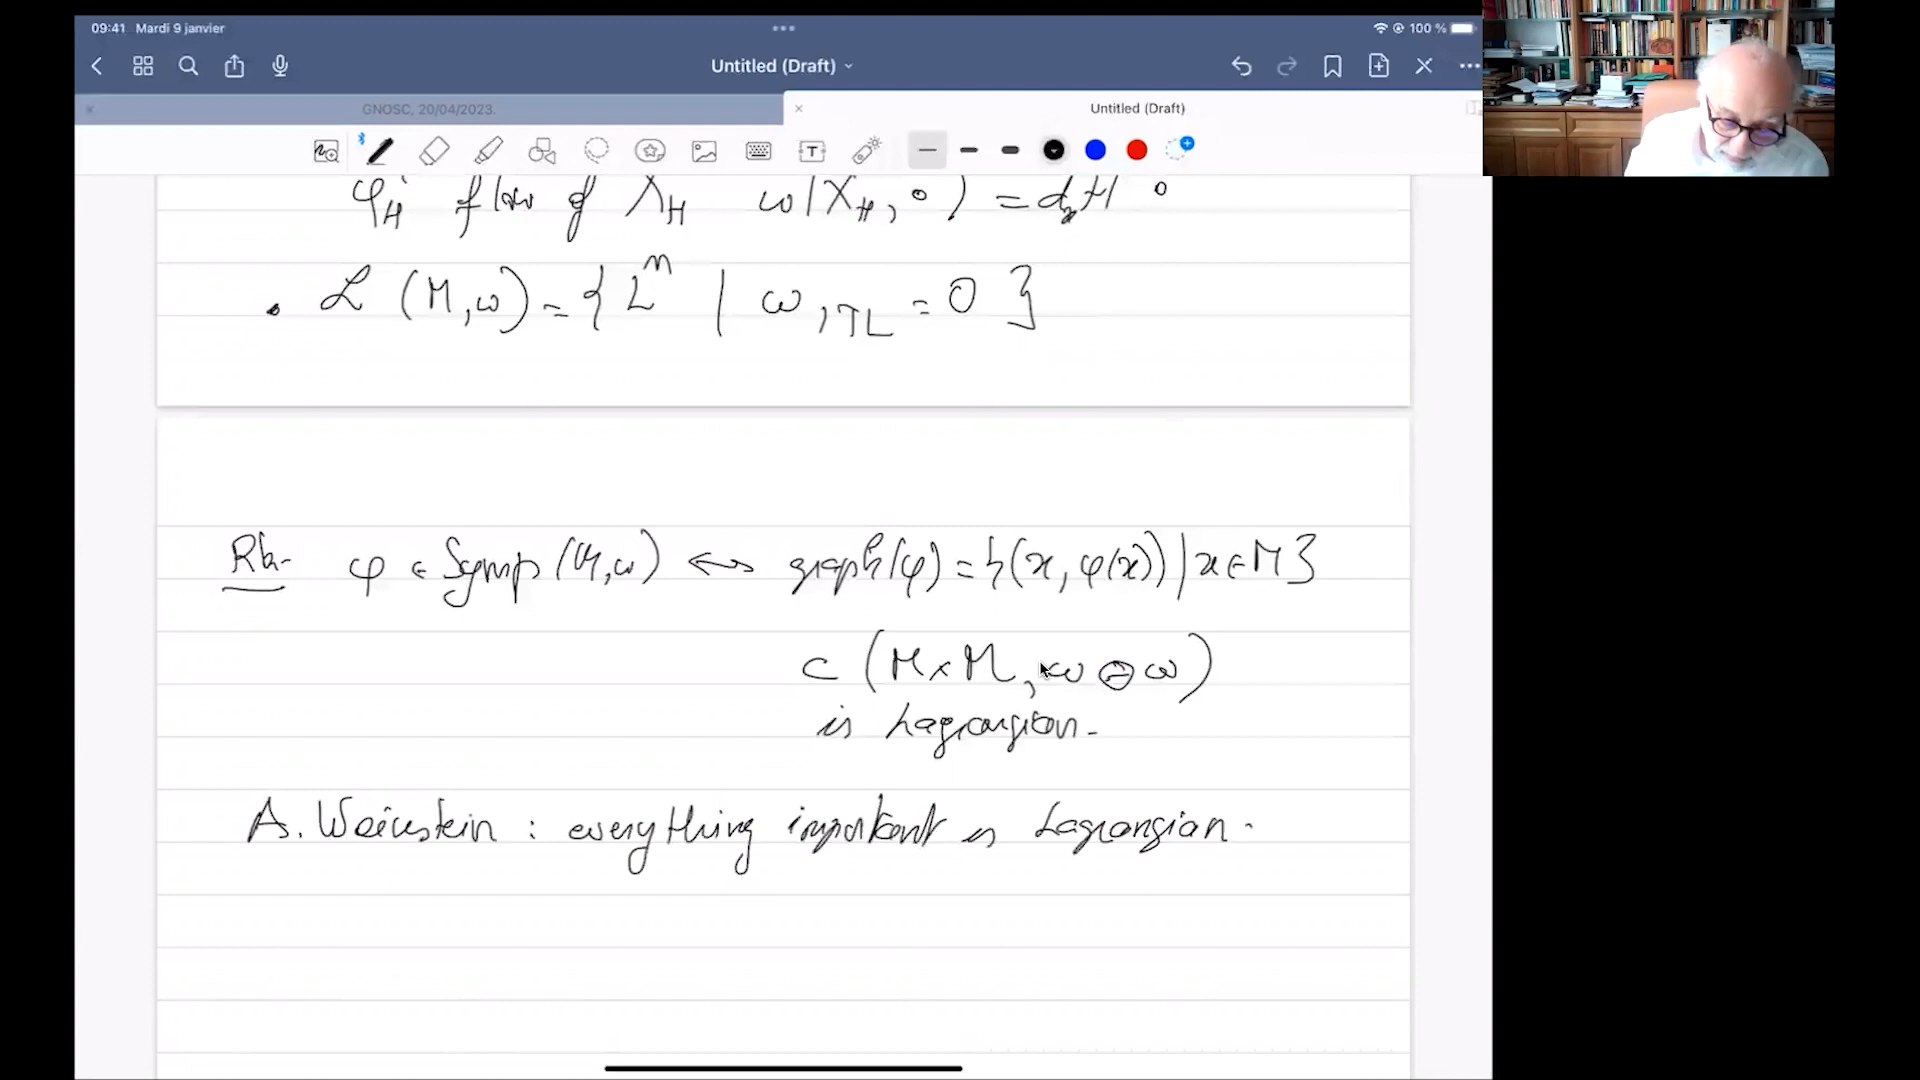 09:41 Mardi 9 janvier
100 %
Untitled (Draft)
GNOSC, 20/04/2023.
Untitled (Draft)
φ_H^t flow of X_H ω(X_H, ∘) = d_zH ∘
• ℒ (M, ω) = { L^n | ω_{|TL} = 0 }
Rk- φ ∈ Symp (M, ω) ↔ graph(φ) = {(x, φ(x)) | x ∈ M}
⊂ (M × M, ω ⊖ ω)
is Lagrangian.
A. Weinstein : everything important is Lagrangian.